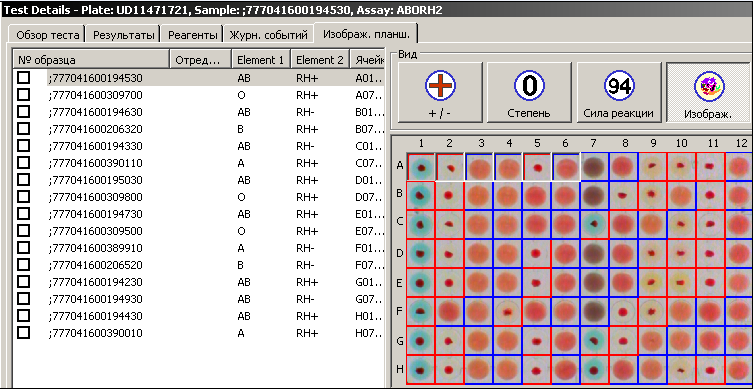 Test Details - Plate: UD11471721, Sample: ;777041600194530, Assay: ABORH2
Обзор теста Результаты Реагенты Журн. событий Изображ. планш.
№ образца Отред... Element 1 Element 2 Ячейк
;777041600194530 AB RH+ A01...
;777041600309700 O RH+ A07...
;777041600194630 AB RH- B01...
;777041600206320 B RH+ B07...
;777041600194330 AB RH- C01...
;777041600390110 A RH+ C07...
;777041600195030 AB RH+ D01...
;777041600309800 O RH+ D07...
;777041600194730 AB RH+ E01...
;777041600309500 O RH+ E07...
;777041600389910 A RH- F01...
;777041600206520 B RH- F07...
;777041600194230 AB RH+ G01...
;777041600194930 AB RH- G07...
;777041600194430 AB RH+ H01...
;777041600390010 A RH+ H07...
Вид
0 94
+ / - Степень Сила реакции Изображ.
1 2 3 4 5 6 7 8 9 10 11 12
A
B
C
D
E
F
G
H